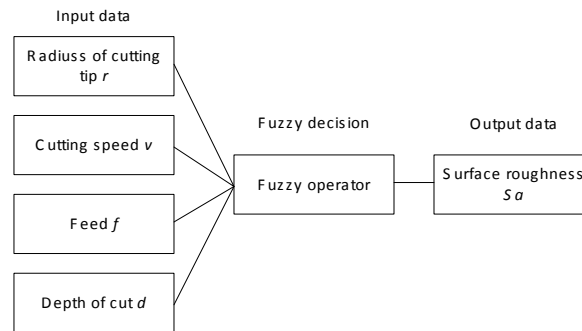 Input data
Radiuss of cutting
tip r
Cutting speed v
Feed f
Depth of cut d
Fuzzy decision
Fuzzy operator
Output data
Surface roughness
Sa